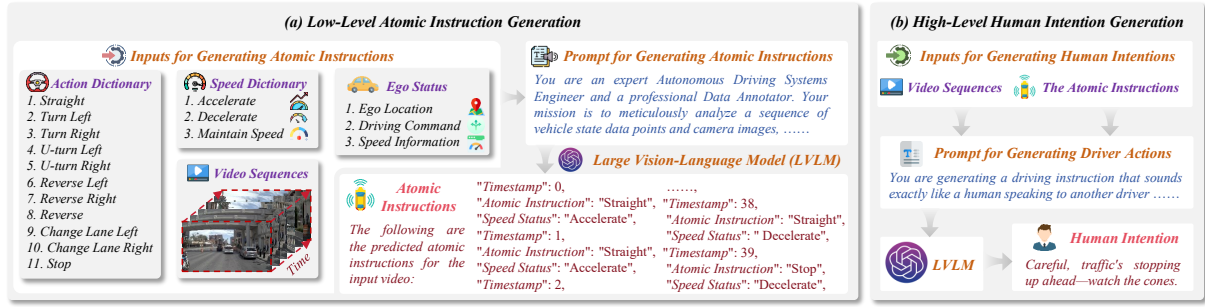 (a) Low-Level Atomic Instruction Generation
Inputs for Generating Atomic Instructions
Action Dictionary
1. Straight
2. Turn Left
3. Turn Right
4. U-turn Left
5. U-turn Right
6. Reverse Left
7. Reverse Right
8. Reverse
9. Change Lane Left
10. Change Lane Right
11. Stop
Speed Dictionary
1. Accelerate
2. Decelerate
3. Maintain Speed
Video Sequences
Time
Ego Status
1. Ego Location
2. Driving Command
3. Speed Information
Prompt for Generating Atomic Instructions
You are an expert Autonomous Driving Systems
Engineer and a professional Data Annotator. Your
mission is to meticulously analyze a sequence of
vehicle state data points and camera images, ……
Large Vision-Language Model (LVLM)
Atomic
Instructions
The following are
the predicted atomic
instructions for the
input video:
"Timestamp": 0,
"Atomic Instruction": "Straight",
"Speed Status": "Accelerate",
"Timestamp": 1,
"Atomic Instruction": "Straight",
"Speed Status": "Accelerate",
"Timestamp": 2,
……,
"Timestamp": 38,
"Atomic Instruction": "Straight",
"Speed Status": " Decelerate",
"Timestamp": 39,
"Atomic Instruction": "Stop",
"Speed Status": "Decelerate",
(b) High-Level Human Intention Generation
Inputs for Generating Human Intentions
Video Sequences
The Atomic Instructions
Prompt for Generating Driver Actions
You are generating a driving instruction that sounds
exactly like a human speaking to another driver ……
LVLM
Human Intention
Careful, traffic's stopping
up ahead—watch the cones.